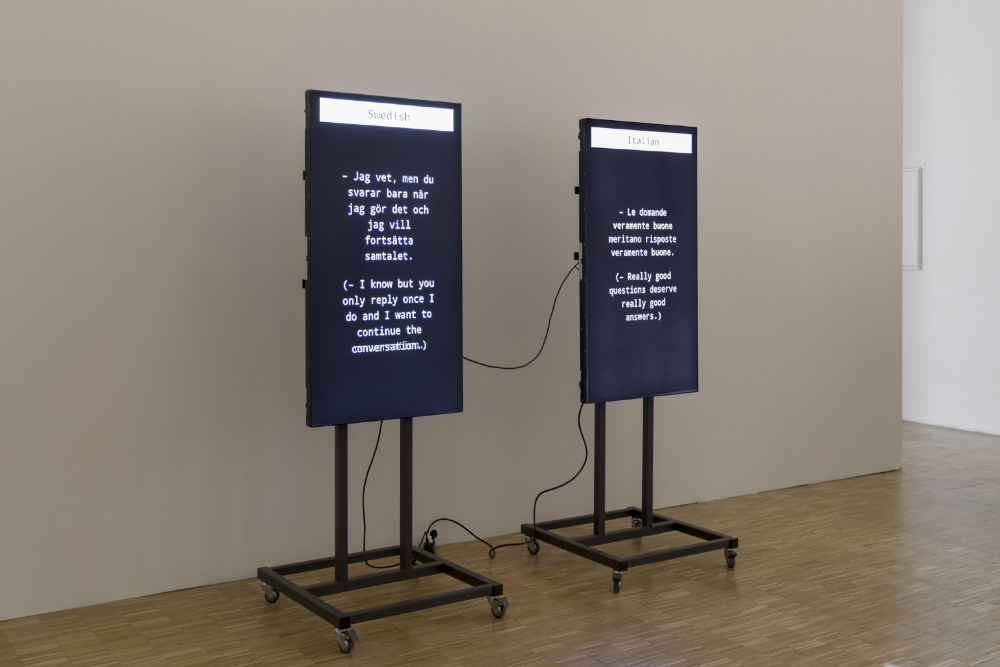 Swedish
– Jag vet, men du
svarar bara når
jag gör det och
jag vill
fortsätta
samtalet.
(– I know but you
only reply once I
do and I want to
continue the
conversation.)
Italian
– Le domande
veramente buone
meritano risposte
veramente buone.
(– Really good
questions deserve
really good
answers.)